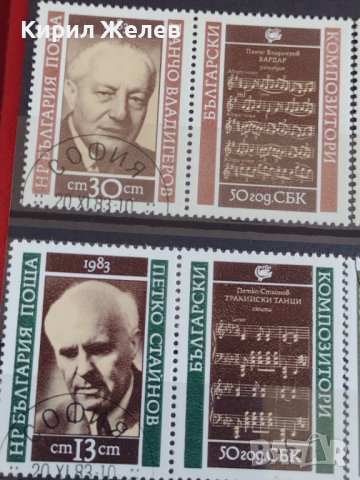 Кирил Желев
НР БЪЛГАРИЯ ПОЩА
ПАНЧО ВЛАДИГЕРОВ
ст 30 ст
СОФИЯ
20.XI.83-10
Панчо Владигеров
ВАРДАР
рапсодия
50 год. СБК
БЪЛГАРСКИ
КОМПОЗИТОРИ
1983
НР БЪЛГАРИЯ ПОЩА
ПЕТКО СТАЙНОВ
ст 13 ст
СОФИЯ
20.XI.83-10
Петко Стайнов
ТРАКИЙСКИ ТАНЦИ
сюита
50 год. СБК
БЪЛГАРСКИ
КОМПОЗИТОРИ